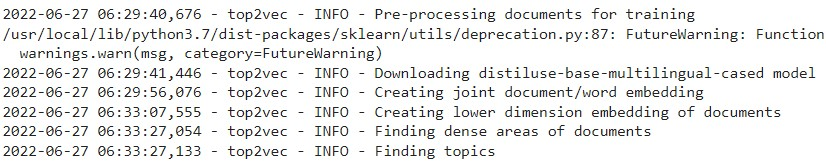 2022-06-27 06:29:40,676 - top2vec - INFO - Pre-processing documents for training
/usr/local/lib/python3.7/dist-packages/sklearn/utils/deprecation.py:87: FutureWarning: Function
  warnings.warn(msg, category=FutureWarning)
2022-06-27 06:29:41,446 - top2vec - INFO - Downloading distiluse-base-multilingual-cased model
2022-06-27 06:29:56,076 - top2vec - INFO - Creating joint document/word embedding
2022-06-27 06:33:07,555 - top2vec - INFO - Creating lower dimension embedding of documents
2022-06-27 06:33:27,054 - top2vec - INFO - Finding dense areas of documents
2022-06-27 06:33:27,133 - top2vec - INFO - Finding topics